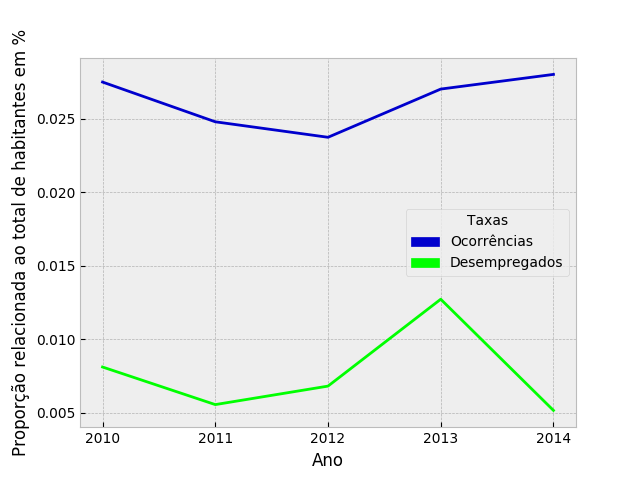 Proporção relacionada ao total de habitantes em %
0.025
0.020
0.015
0.010
0.005
Taxas
Ocorrências
Desempregados
2010
2011
2012
2013
2014
Ano